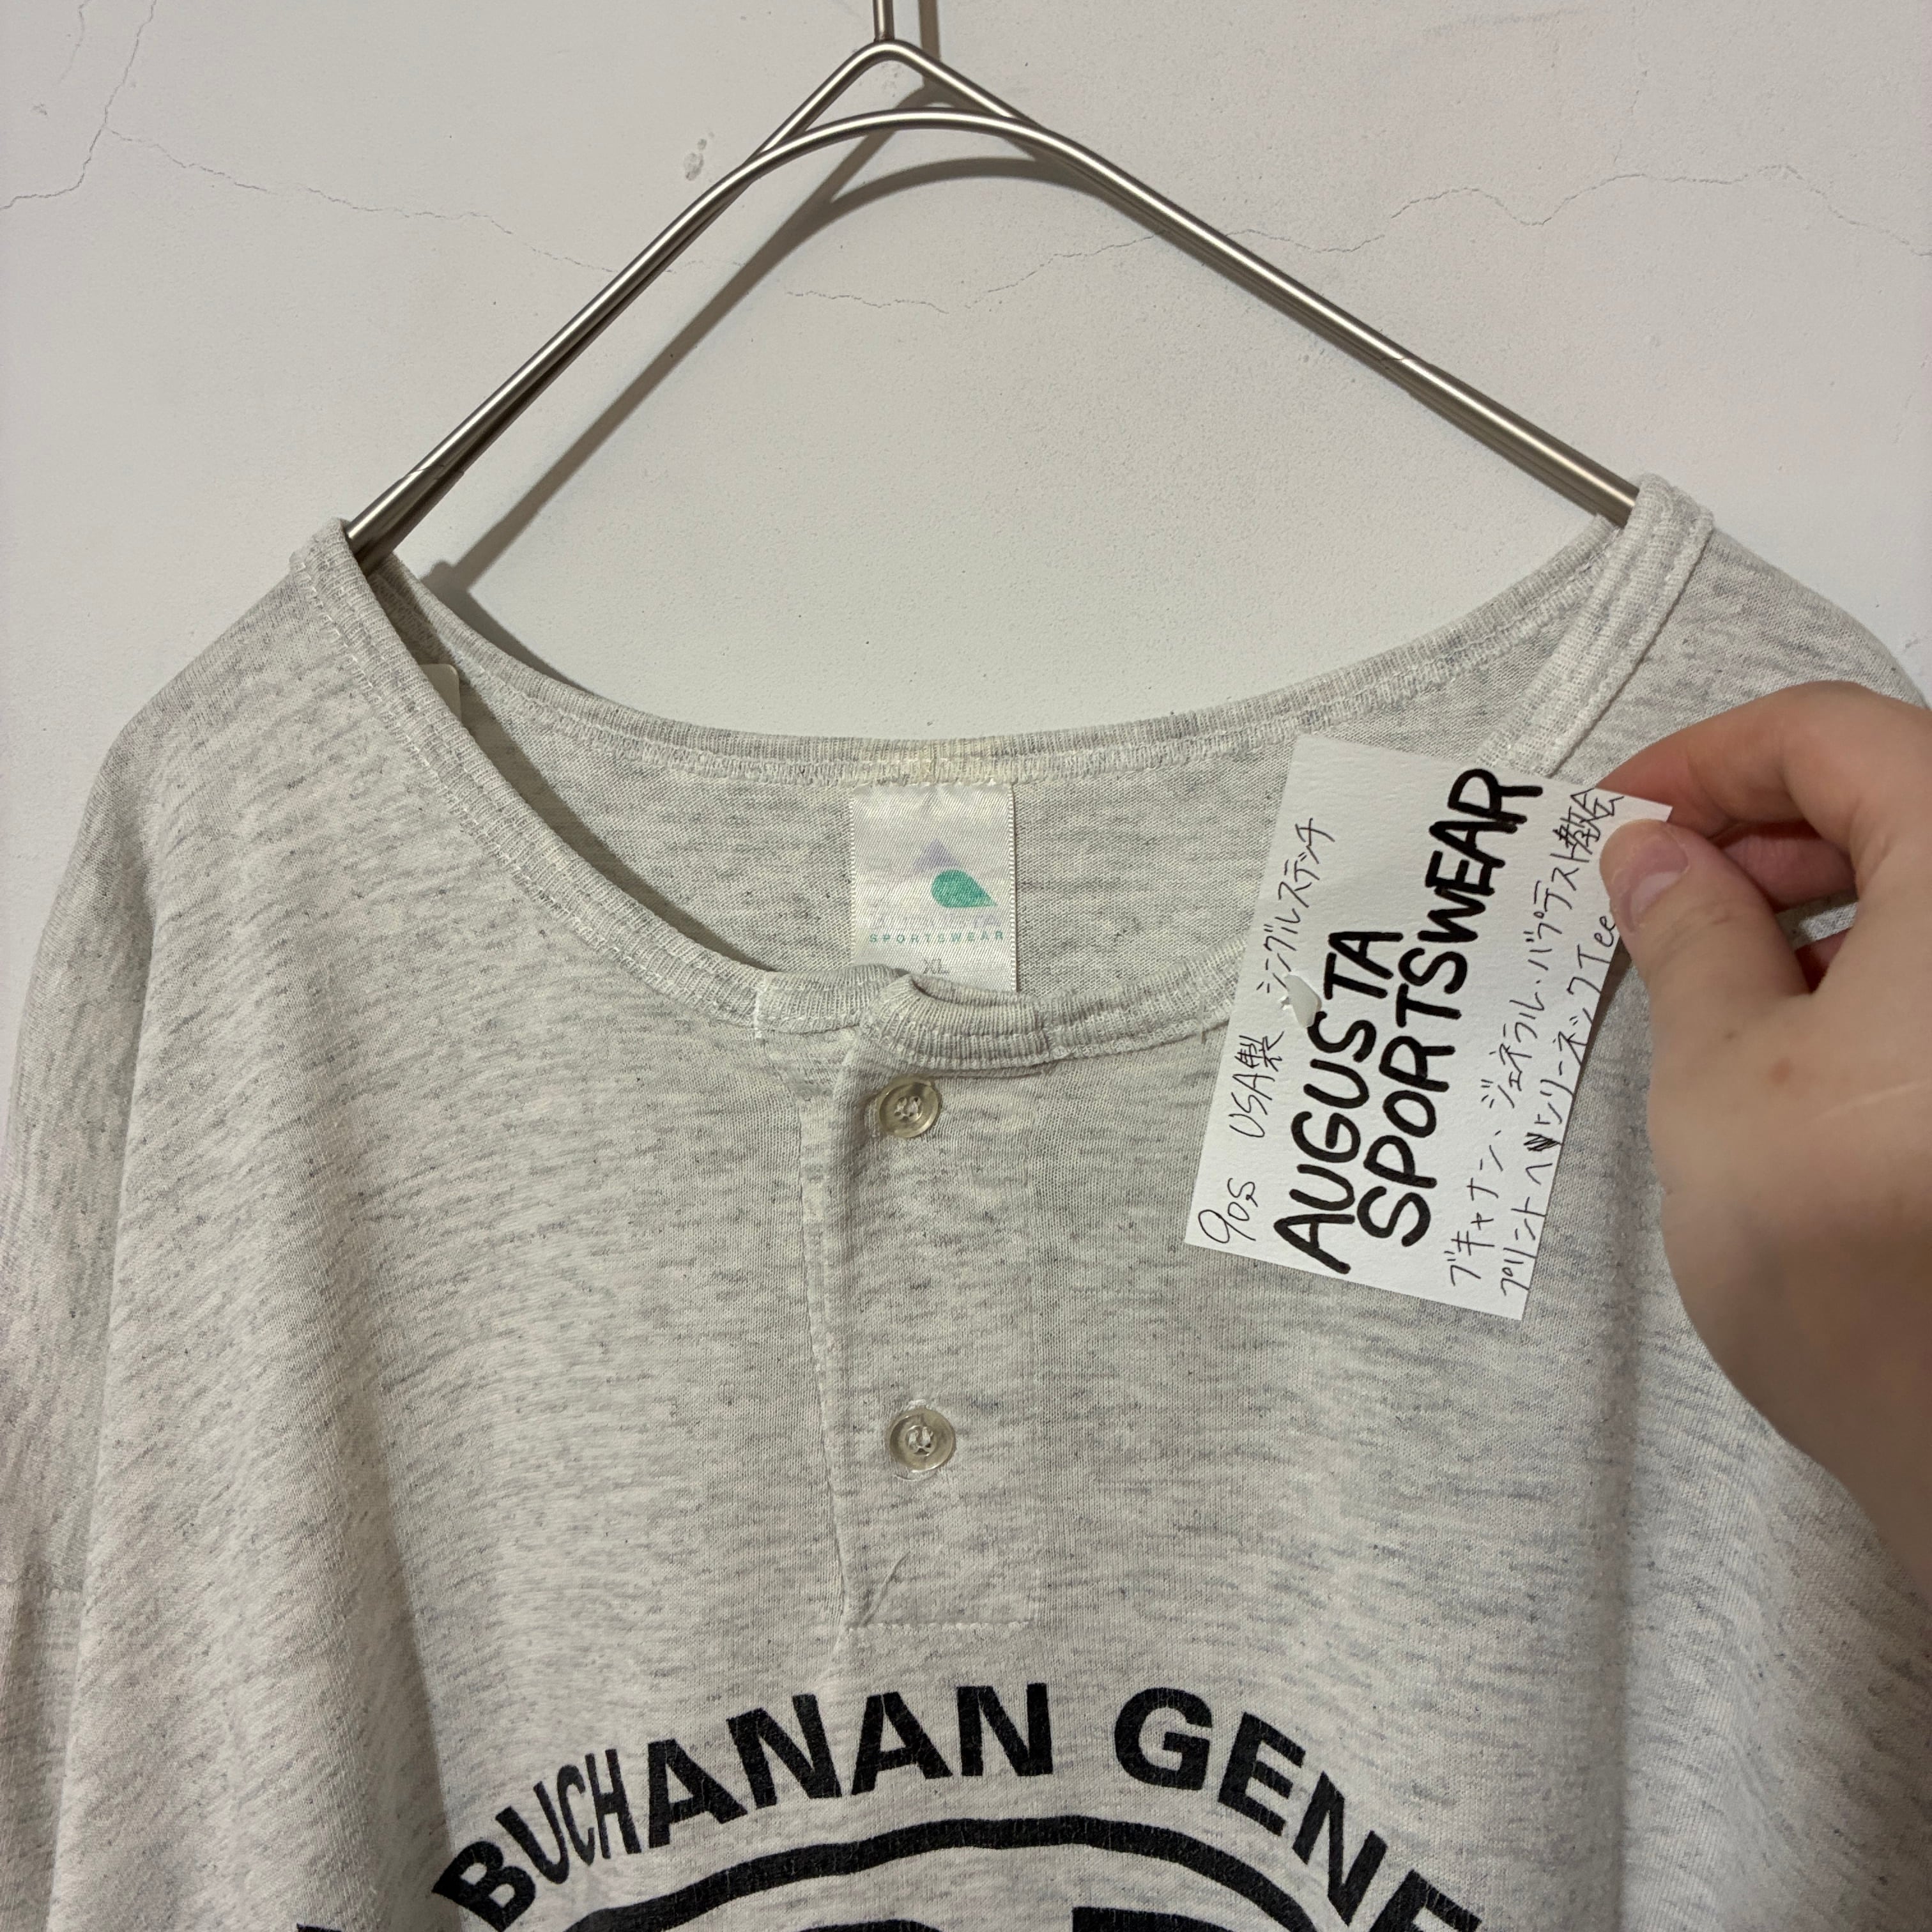 SPORTSWEAR
XL
90s USA製 シングルステッチ
AUGUSTA
SPORTSWEAR
ブキャナン、ジェネラル・バプテスト教会
プリント ヘンリーネックTee
BUCHANAN GENE